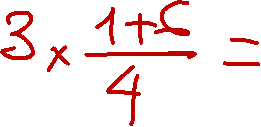 3 × (1+5)/4 =